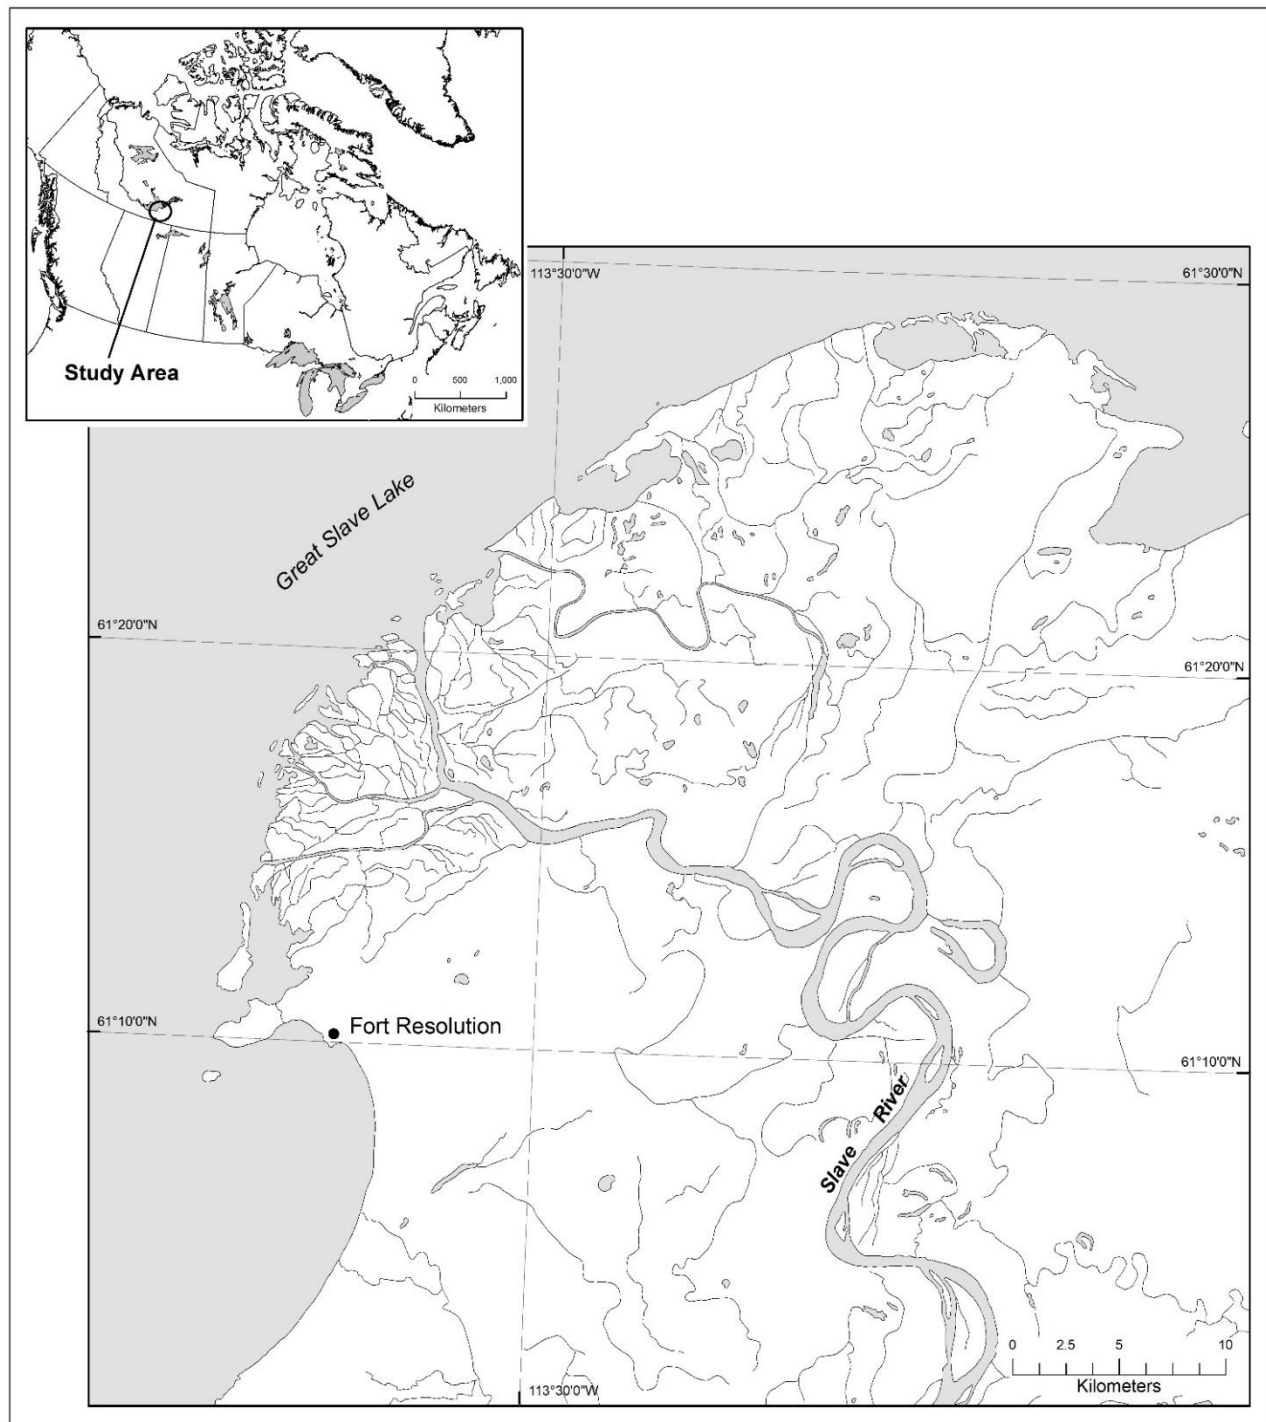 Study Area
0 500 1,000
Kilometers
113°30'0"W
61°30'0"N
Great Slave Lake
61°20'0"N
61°20'0"N
61°10'0"N
Fort Resolution
61°10'0"N
Slave River
113°30'0"W
0 2.5 5 10
Kilometers